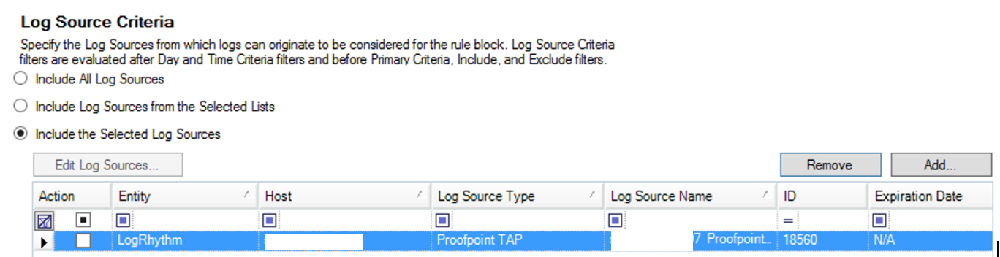 Log Source Criteria
Specify the Log Sources from which logs can originate to be considered for the rule block. Log Source Criteria
filters are evaluated after Day and Time Criteria filters and before Primary Criteria, Include, and Exclude filters.
Include All Log Sources
Include Log Sources from the Selected Lists
Include the Selected Log Sources
Edit Log Sources... Remove Add...
Action Entity Host Log Source Type Log Source Name ID Expiration Date
=
LogRhythm Proofpoint TAP 7 Proofpoint... 18560 N/A